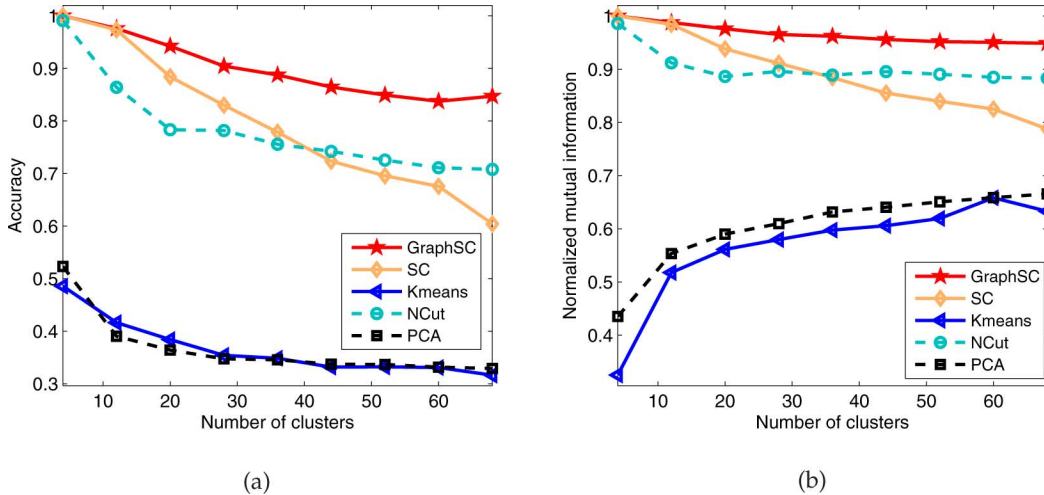 1
0.9
0.8
0.7
0.6
0.5
0.4
0.3
Accuracy
10 20 30 40 50 60
Number of clusters
GraphSC
SC
Kmeans
NCut
PCA
(a)
1
0.9
0.8
0.7
0.6
0.5
0.4
Normalized mutual information
10 20 30 40 50 60
Number of clusters
GraphSC
SC
Kmeans
NCut
PCA
(b)